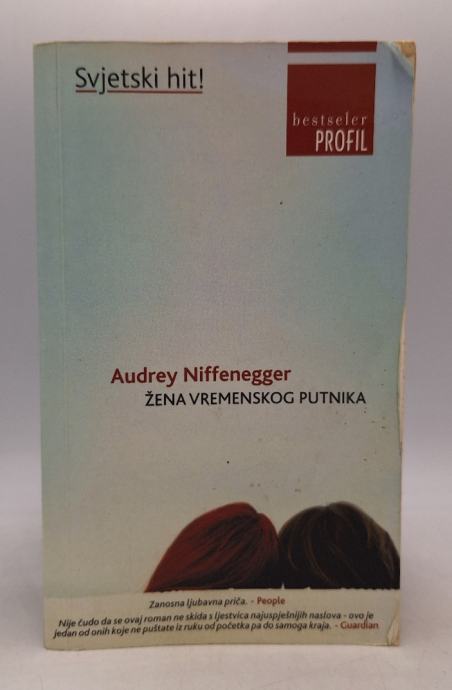 Svjetski hit!
bestseler
PROFIL
Audrey Niffenegger
ŽENA VREMENSKOG PUTNIKA
Zanosna ljubavna priča. - People
Nije čudo da se ovaj roman ne skida s ljestvica najuspješnijih naslova - ovo je
jedan od onih koje ne puštate iz ruku od početka pa do samoga kraja. - Guardian